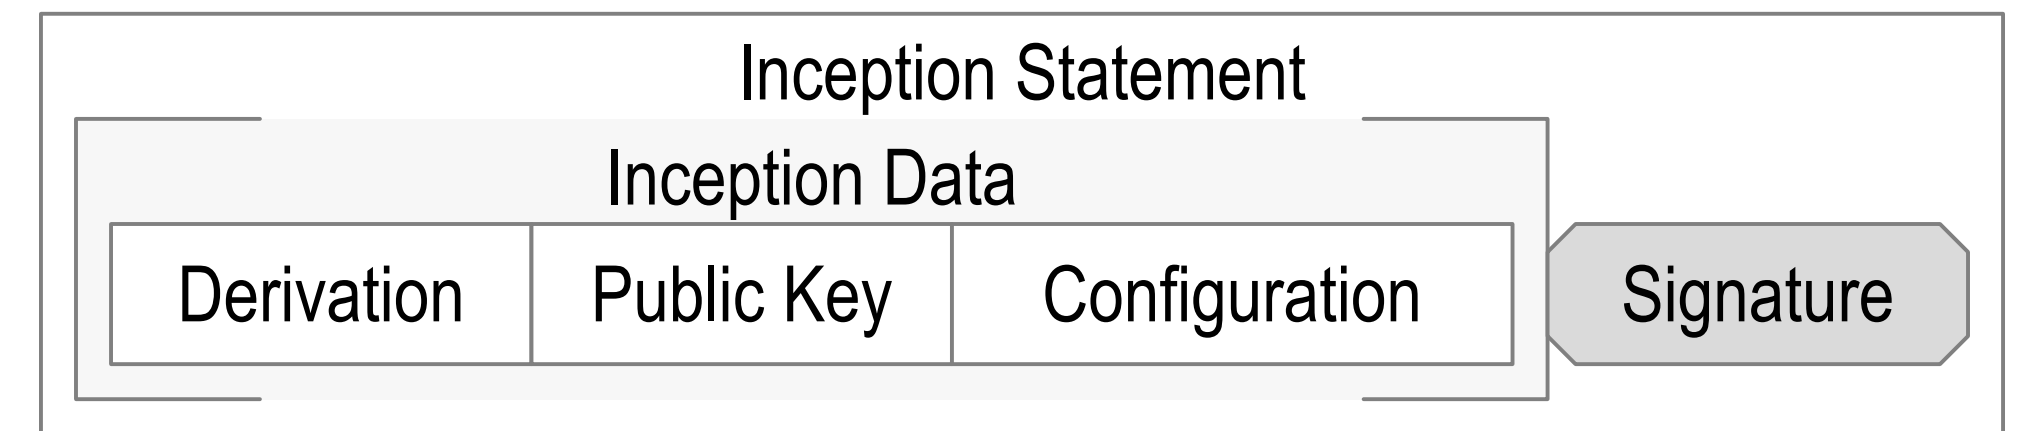 Inception Statement
Inception Data
Derivation Public Key Configuration Signature